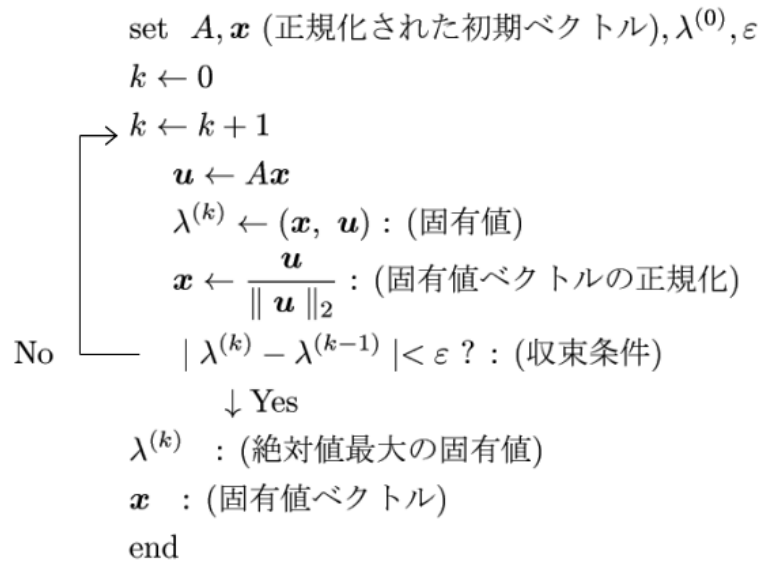 set A, x (正規化された初期ベクトル), λ^(0), ε
k ← 0
k ← k + 1
u ← Ax
λ^(k) ← (x, u) : (固有値)
x ← u / ‖ u ‖₂ : (固有値ベクトルの正規化)
No | λ^(k) − λ^(k−1) |< ε ? : (収束条件)
↓ Yes
λ^(k) : (絶対値最大の固有値)
x : (固有値ベクトル)
end